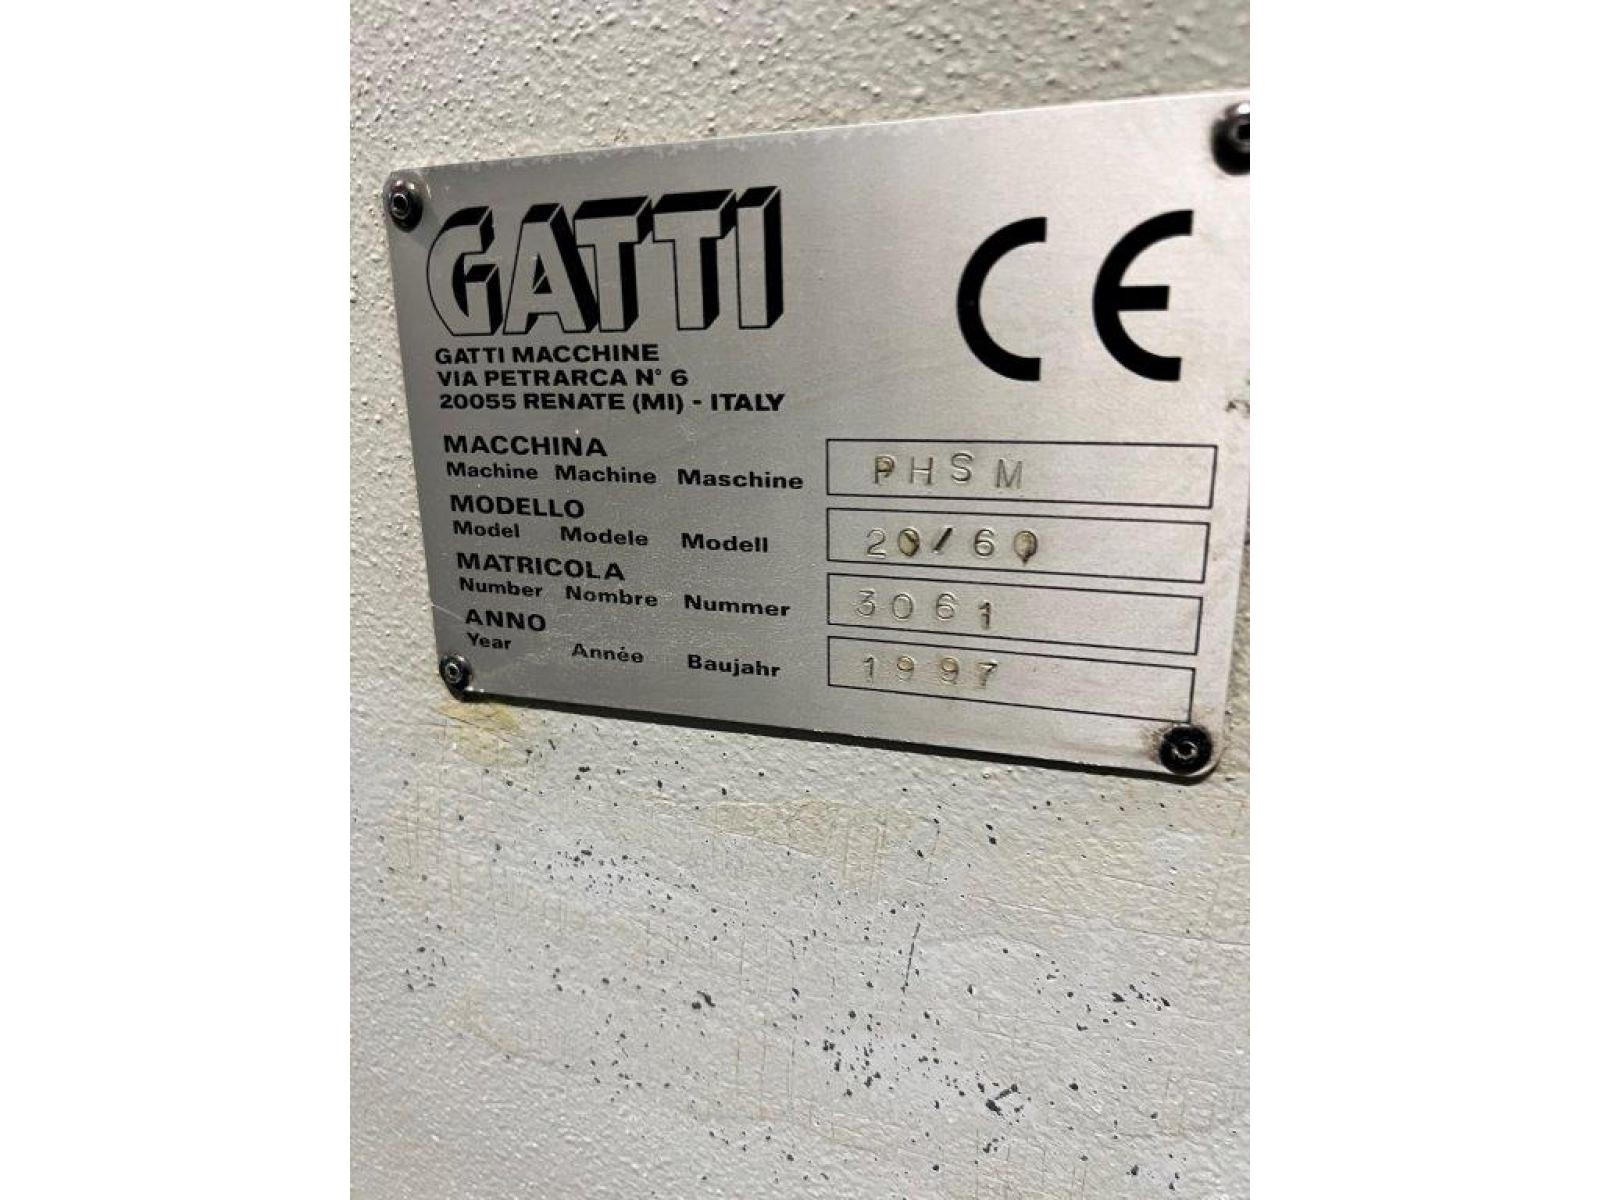 GATTI
CE
GATTI MACCHINE
VIA PETRARCA N° 6
20055 RENATE (MI) - ITALY
MACCHINA
Machine Machine Maschine PHSM
MODELLO
Model Modele Modell 20/60
MATRICOLA
Number Nombre Nummer 3061
ANNO
Year Année Baujahr 1997